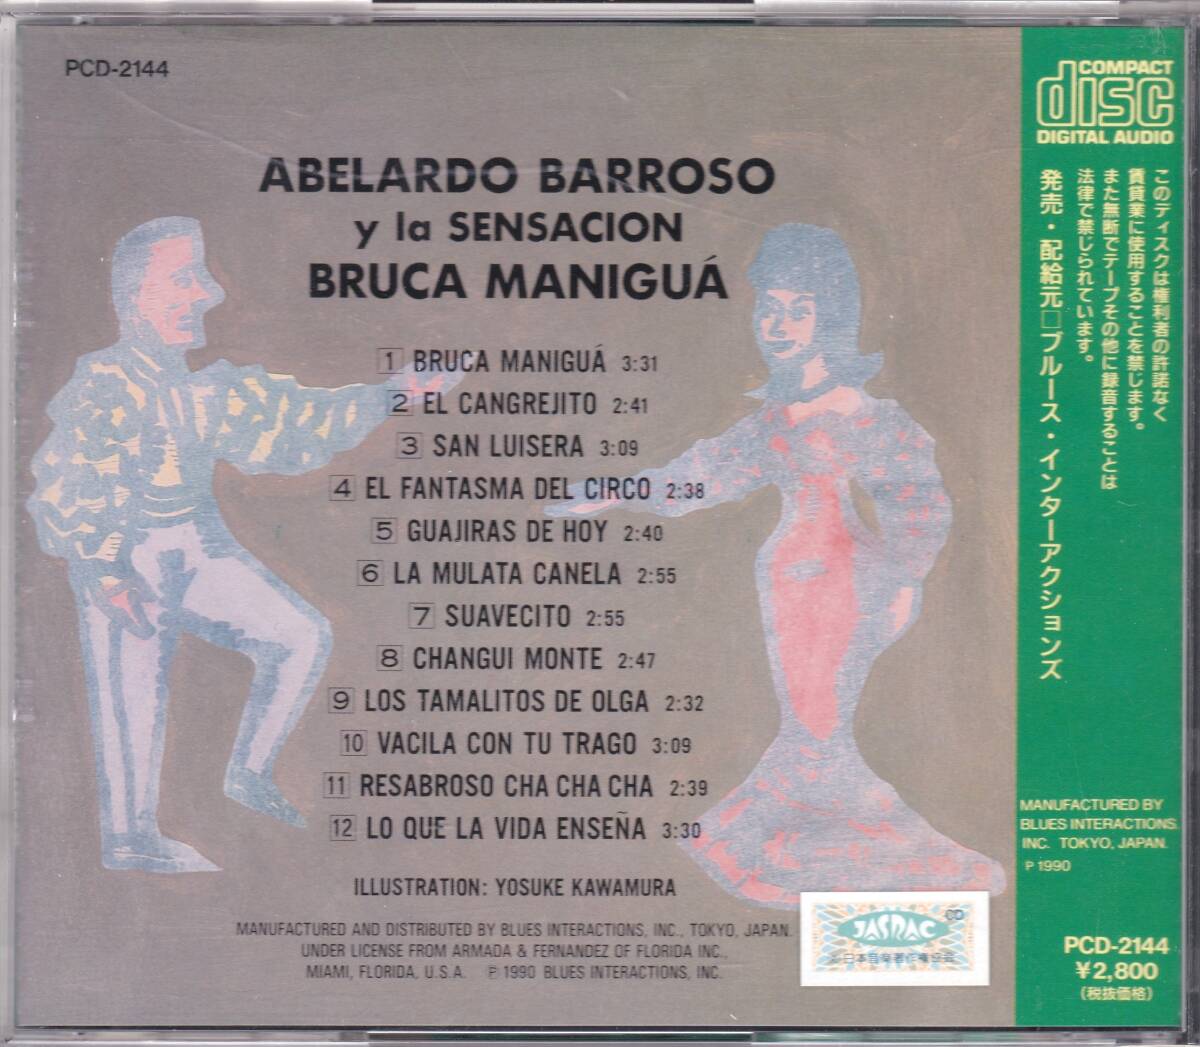 PCD-2144
ABELARDO BARROSO
y la SENSACION
BRUCA MANIGUÁ
1 BRUCA MANIGUÁ 3:31
2 EL CANGREJITO 2:41
3 SAN LUISERA 3:09
4 EL FANTASMA DEL CIRCO 2:38
5 GUAJIRAS DE HOY 2:40
6 LA MULATA CANELA 2:55
7 SUAVECITO 2:55
8 CHANGUI MONTE 2:47
9 LOS TAMALITOS DE OLGA 2:32
10 VACILA CON TU TRAGO 3:09
11 RESABROSO CHA CHA CHA 2:39
12 LO QUE LA VIDA ENSEÑA 3:30
ILLUSTRATION: YOSUKE KAWAMURA
MANUFACTURED AND DISTRIBUTED BY BLUES INTERACTIONS, INC., TOKYO, JAPAN.
UNDER LICENSE FROM ARMADA & FERNANDEZ OF FLORIDA INC.,
MIAMI, FLORIDA, U.S.A. Ⓟ 1990 BLUES INTERACTIONS, INC.
CD
JASRAC
日本音楽著作権協会
COMPACT
disc
DIGITAL AUDIO
このディスクは権利者の許諾なく
賃貸業に使用することを禁じます。
また無断でテープその他に録音することは
法律で禁じられています。
発売・配給元□ブルース・インターアクションズ
MANUFACTURED BY
BLUES INTERACTIONS,
INC. TOKYO, JAPAN.
P 1990
PCD-2144
¥2,800
(税抜価格)